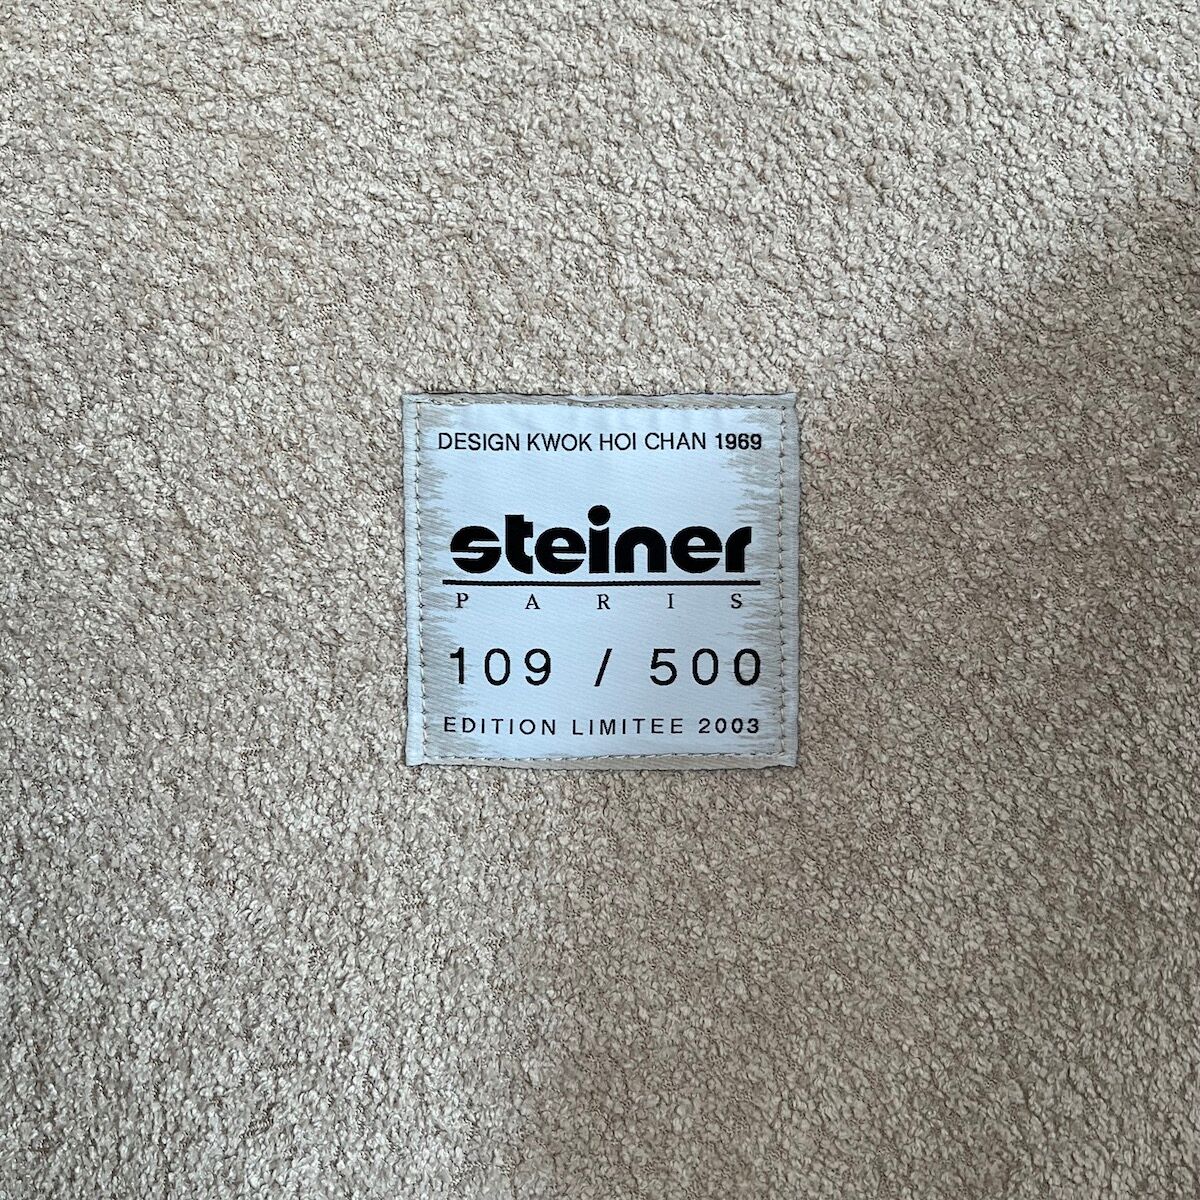 DESIGN KWOK HOI CHAN 1969
steiner
PARIS
109 / 500
EDITION LIMITEE 2003